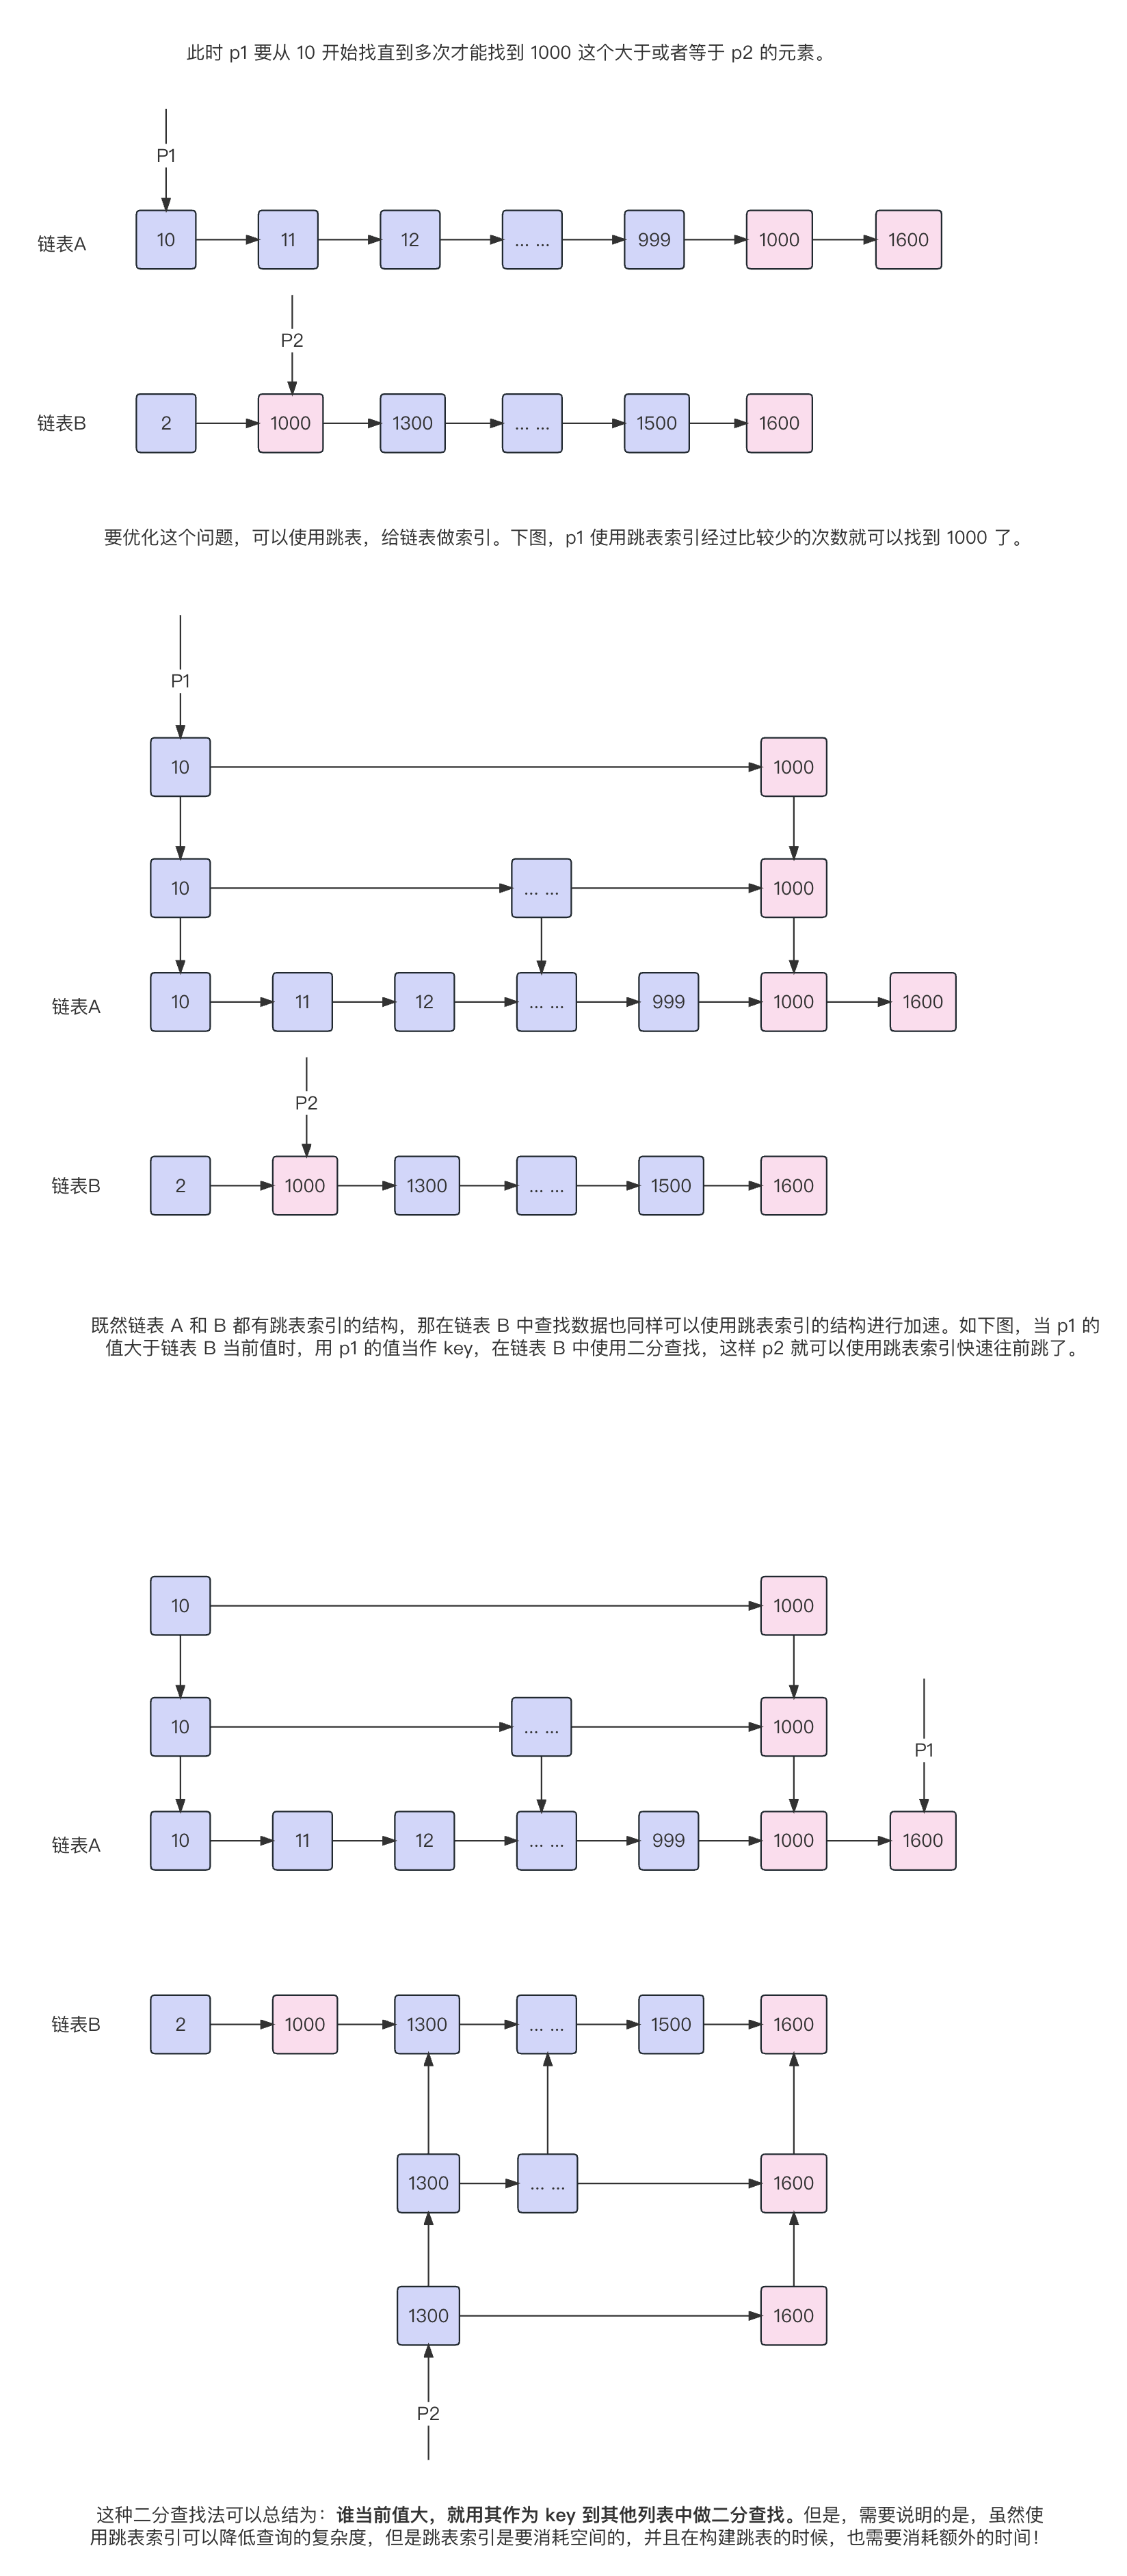 此时 p1 要从 10 开始找直到多次才能找到 1000 这个大于或者等于 p2 的元素。
P1
链表A 10 11 12 ... ... 999 1000 1600
P2
链表B 2 1000 1300 ... ... 1500 1600
要优化这个问题，可以使用跳表，给链表做索引。下图，p1 使用跳表索引经过比较少的次数就可以找到 1000 了。
P1
10 1000
10 ... ... 1000
链表A 10 11 12 ... ... 999 1000 1600
P2
链表B 2 1000 1300 ... ... 1500 1600
既然链表 A 和 B 都有跳表索引的结构，那在链表 B 中查找数据也同样可以使用跳表索引的结构进行加速。如下图，当 p1 的
值大于链表 B 当前值时，用 p1 的值当作 key，在链表 B 中使用二分查找，这样 p2 就可以使用跳表索引快速往前跳了。
10 1000
10 ... ... 1000
P1
链表A 10 11 12 ... ... 999 1000 1600
链表B 2 1000 1300 ... ... 1500 1600
1300 ... ... 1600
1300 1600
P2
这种二分查找法可以总结为：谁当前值大，就用其作为 key 到其他列表中做二分查找。但是，需要说明的是，虽然使
用跳表索引可以降低查询的复杂度，但是跳表索引是要消耗空间的，并且在构建跳表的时候，也需要消耗额外的时间！